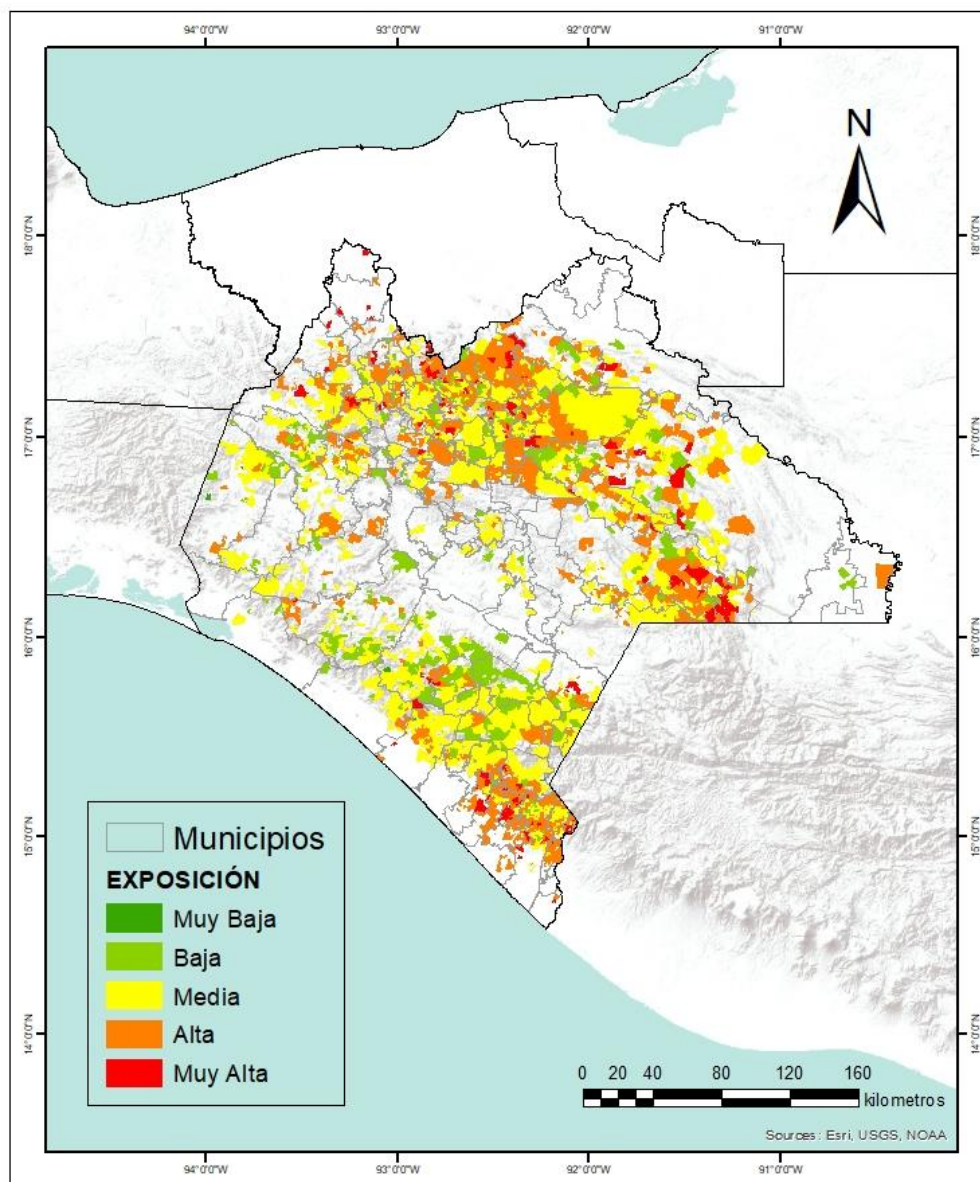 94°0'0"W 93°0'0"W 92°0'0"W 91°0'0"W
N
18°0'0"N 18°0'0"N
17°0'0"N 17°0'0"N
16°0'0"N 16°0'0"N
15°0'0"N 15°0'0"N
14°0'0"N 14°0'0"N
Municipios
EXPOSICIÓN
Muy Baja
Baja
Media
Alta
Muy Alta
0 20 40 80 120 160
kilometros
Sources: Esri, USGS, NOAA
94°0'0"W 93°0'0"W 92°0'0"W 91°0'0"W